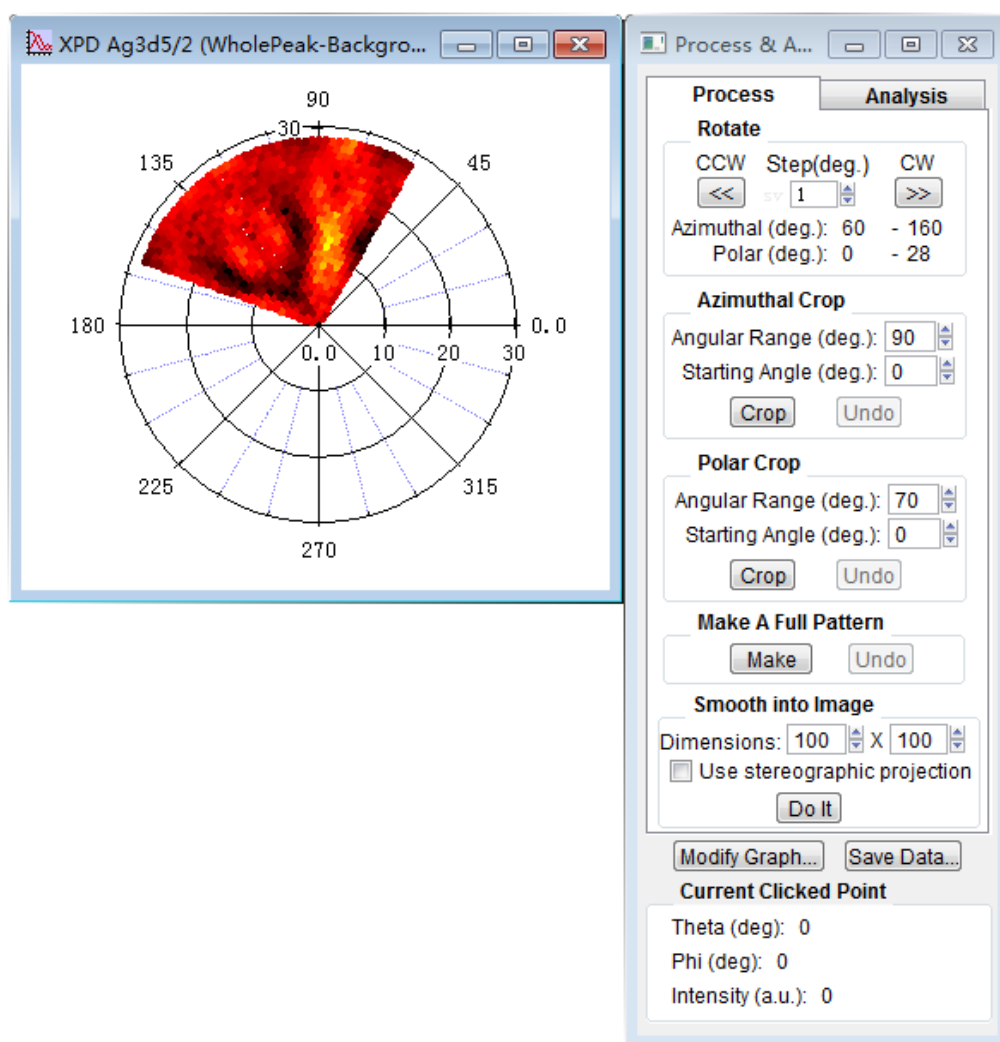 XPD Ag3d5/2 (WholePeak-Backgro...
90
30
135
45
180
0.0
0.0 10 20 30
225
315
270
Process & A...
Process Analysis
Rotate
CCW Step(deg.) CW
<< sv 1 >>
Azimuthal (deg.): 60 - 160
Polar (deg.): 0 - 28
Azimuthal Crop
Angular Range (deg.): 90
Starting Angle (deg.): 0
Crop Undo
Polar Crop
Angular Range (deg.): 70
Starting Angle (deg.): 0
Crop Undo
Make A Full Pattern
Make Undo
Smooth into Image
Dimensions: 100 X 100
Use stereographic projection
Do It
Modify Graph... Save Data...
Current Clicked Point
Theta (deg): 0
Phi (deg): 0
Intensity (a.u.): 0